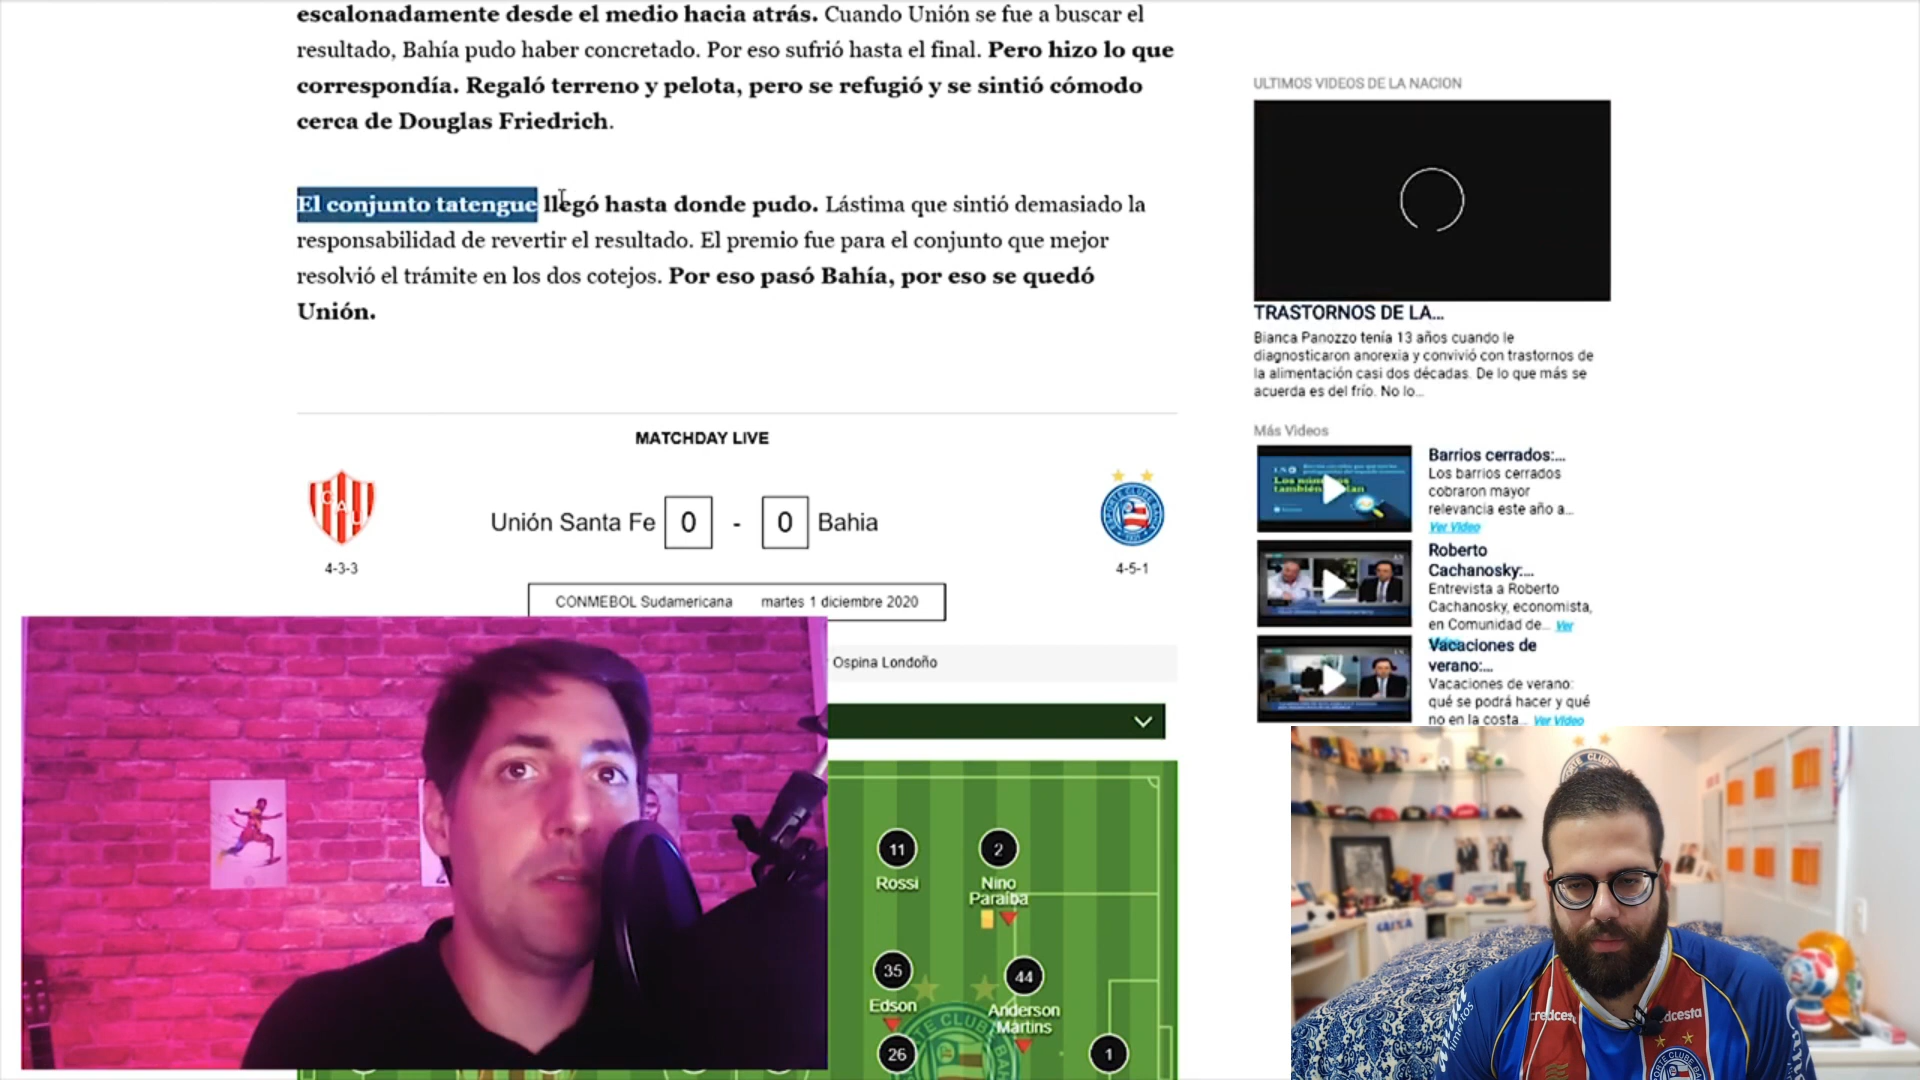 escalonadamente desde el medio hacia atrás. Cuando Unión se fue a buscar el
resultado, Bahía pudo haber concretado. Por eso sufrió hasta el final. Pero hizo lo que
correspondía. Regaló terreno y pelota, pero se refugió y se sintió cómodo
cerca de Douglas Friedrich.
El conjunto tatengue llegó hasta donde pudo. Lástima que sintió demasiado la
responsabilidad de revertir el resultado. El premio fue para el conjunto que mejor
resolvió el trámite en los dos cotejos. Por eso pasó Bahía, por eso se quedó
Unión.
MATCHDAY LIVE
Unión Santa Fe 0 - 0 Bahia
4-3-3
4-5-1
CONMEBOL Sudamericana martes 1 diciembre 2020
Ospina Londoño
11
Rossi
2
Nino
Paraíba
35
Edson
44
Anderson
Martins
26
1
ULTIMOS VIDEOS DE LA NACION
TRASTORNOS DE LA...
Bianca Panozzo tenía 13 años cuando le
diagnosticaron anorexia y convivió con trastornos de
la alimentación casi dos décadas. De lo que más se
acuerda es del frío. No lo...
Más Videos
Barrios cerrados:...
Los barrios cerrados
cobraron mayor
relevancia este año a...
Ver Video
Roberto
Cachanosky:...
Entrevista a Roberto
Cachanosky, economista,
en Comunidad de... Ver
Vacaciones de
verano:...
Vacaciones de verano:
qué se podrá hacer y qué
no en la costa... Ver Video